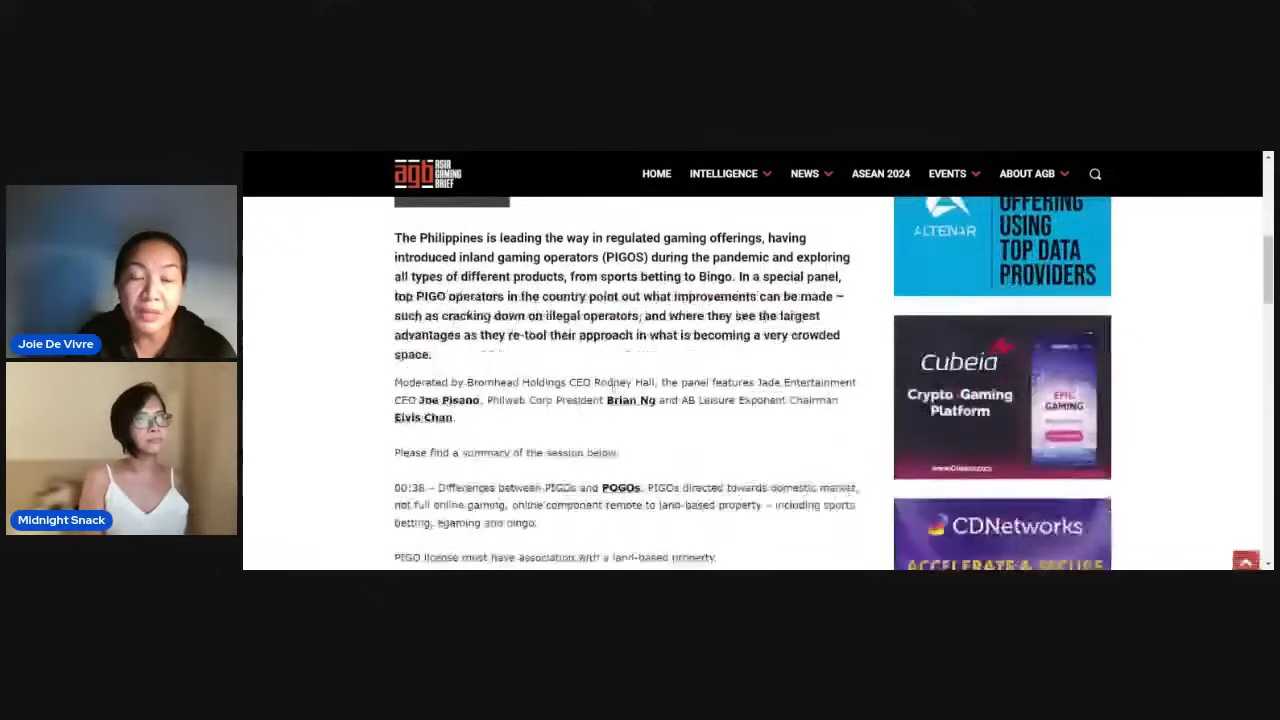 agb ASIA GAMING BRIEF
HOME INTELLIGENCE NEWS ASEAN 2024 EVENTS ABOUT AGB
The Philippines is leading the way in regulated gaming offerings, having
introduced inland gaming operators (PIGOS) during the pandemic and exploring
all types of different products, from sports betting to Bingo. In a special panel,
top PIGO operators in the country point out what improvements can be made –
such as cracking down on illegal operators, and where they see the largest
advantages as they re-tool their approach in what is becoming a very crowded
space.
Moderated by Bromhead Holdings CEO Rodney Hall, the panel features Jade Entertainment
CEO Joe Pisano, Philweb Corp President Brian Ng and AB Leisure Exponent Chairman
Elvis Chan.
Please find a summary of the session below.
00:38 – Differences between PIGOs and POGOs. PIGOs directed towards domestic market,
not full online gaming, online component remote to land-based property – including sports
betting, egaming and bingo.
PIGO license must have association with a land-based property.
ALTENAR
OFFERING
USING
TOP DATA
PROVIDERS
Cubeia
Crypto Gaming
Platform
EPIC
GAMING
CDNetworks
ACCELERATE & SECURE
Joie De Vivre
Midnight Snack